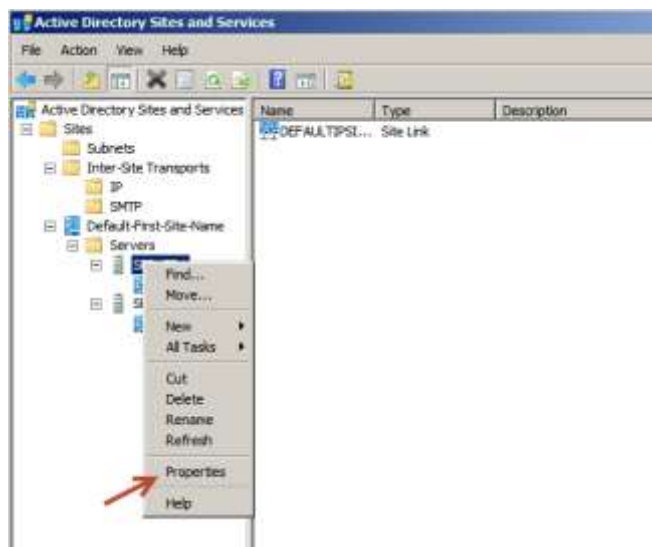 Active Directory Sites and Services
File Action View Help
Active Directory Sites and Services
Name Type Description
Sites
DEFAULTIPSI... Site Link
Subnets
Inter-Site Transports
IP
SMTP
Default-First-Site-Name
Servers
Find...
Move...
New
All Tasks
Cut
Delete
Rename
Refresh
Properties
Help